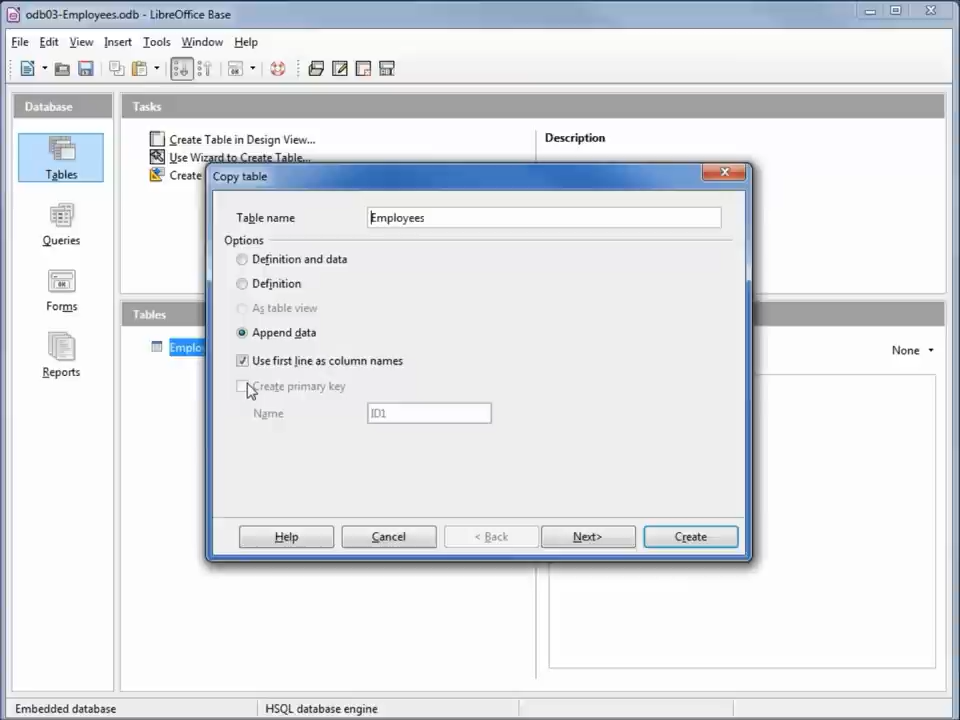 odb03-Employees.odb - LibreOffice Base
File Edit View Insert Tools Window Help
Database
Tables
Queries
Forms
Reports
Tasks
Create Table in Design View...
Use Wizard to Create Table...
Create
Description
Tables
Emplo
None
Copy table
Table name Employees
Options
Definition and data
Definition
As table view
Append data
Use first line as column names
Create primary key
Name ID1
Help Cancel < Back Next> Create
Embedded database HSQL database engine